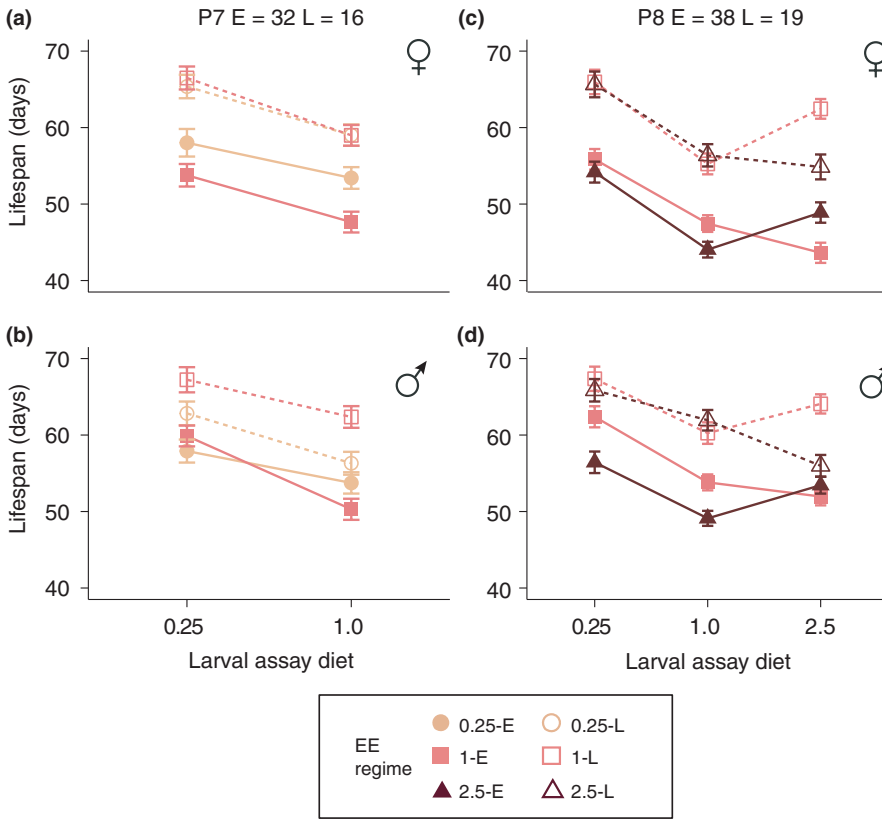 (a) P7 E = 32 L = 16
70
60
50
40
Lifespan (days)
(c) P8 E = 38 L = 19
70
60
50
40
(b)
70
60
50
40
Lifespan (days)
0.25 1.0
Larval assay diet
(d)
70
60
50
40
0.25 1.0 2.5
Larval assay diet
EE
regime
0.25-E 0.25-L
1-E 1-L
2.5-E 2.5-L